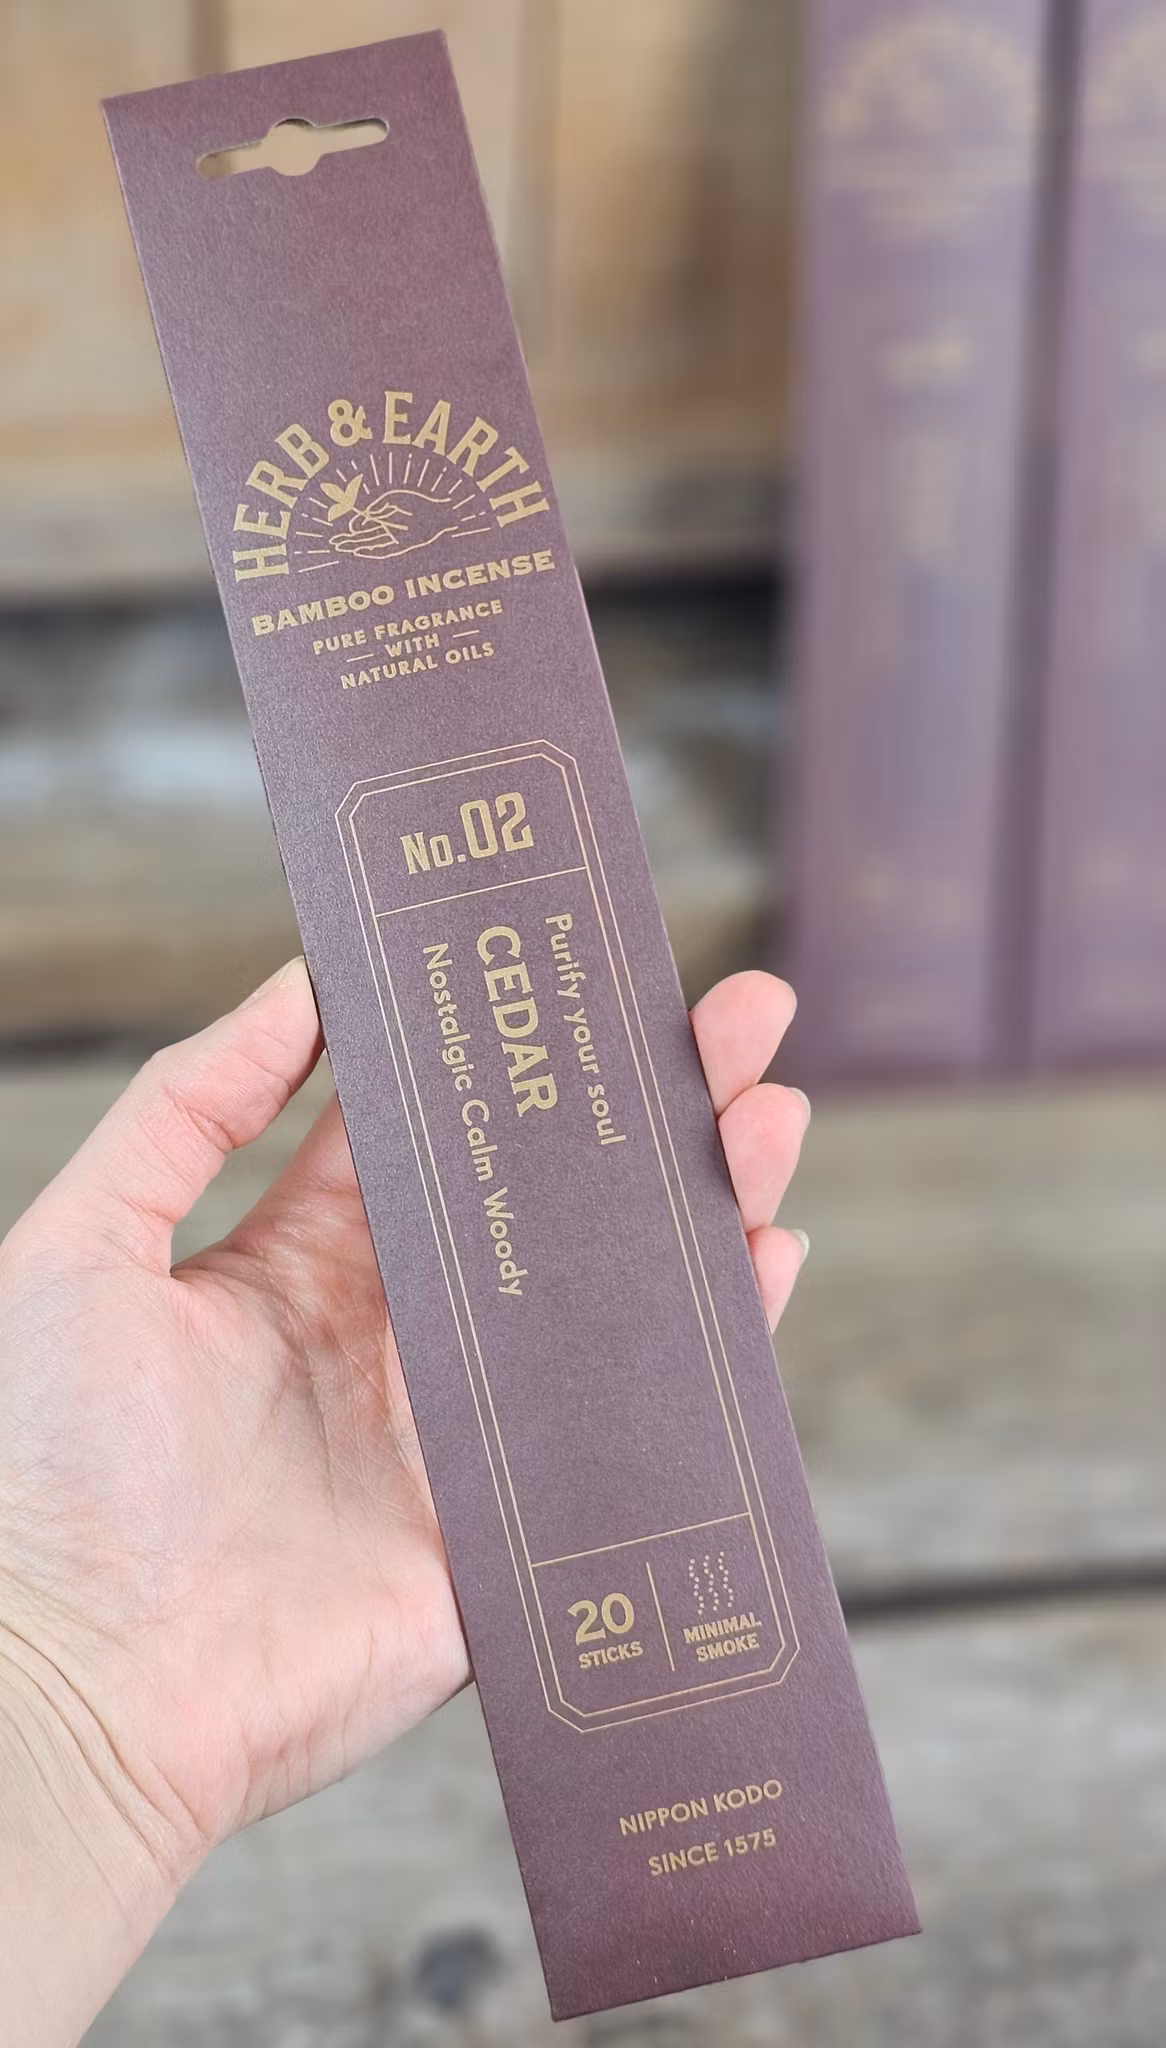 HERB & EARTH
BAMBOO INCENSE
PURE FRAGRANCE
— WITH —
NATURAL OILS
No.02
Purify your soul
CEDAR
Nostalgic Calm Woody
20
STICKS
MINIMAL
SMOKE
NIPPON KODO
SINCE 1575